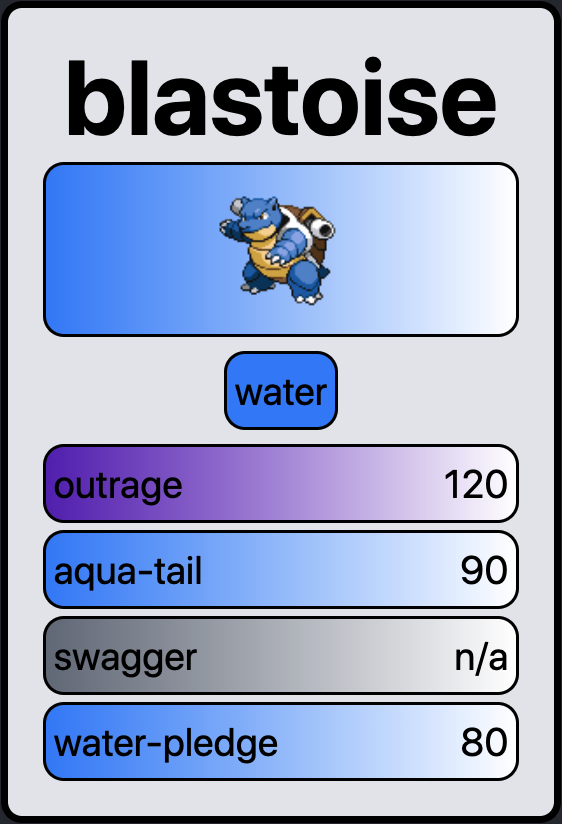 blastoise
water
outrage 120
aqua-tail 90
swagger n/a
water-pledge 80